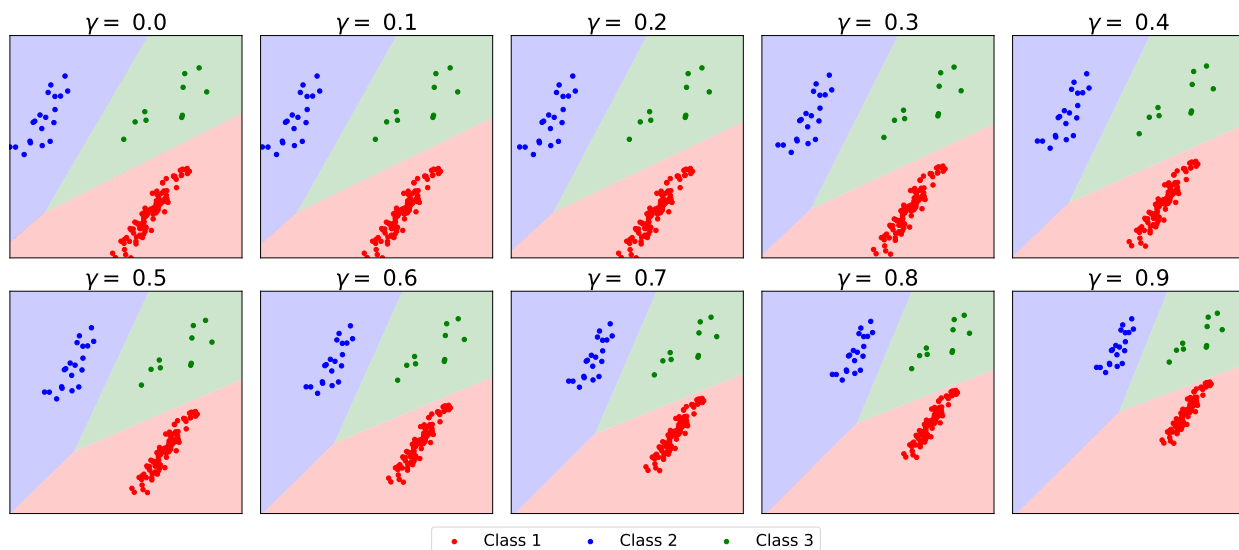 γ = 0.0
γ = 0.1
γ = 0.2
γ = 0.3
γ = 0.4
γ = 0.5
γ = 0.6
γ = 0.7
γ = 0.8
γ = 0.9
Class 1 Class 2 Class 3